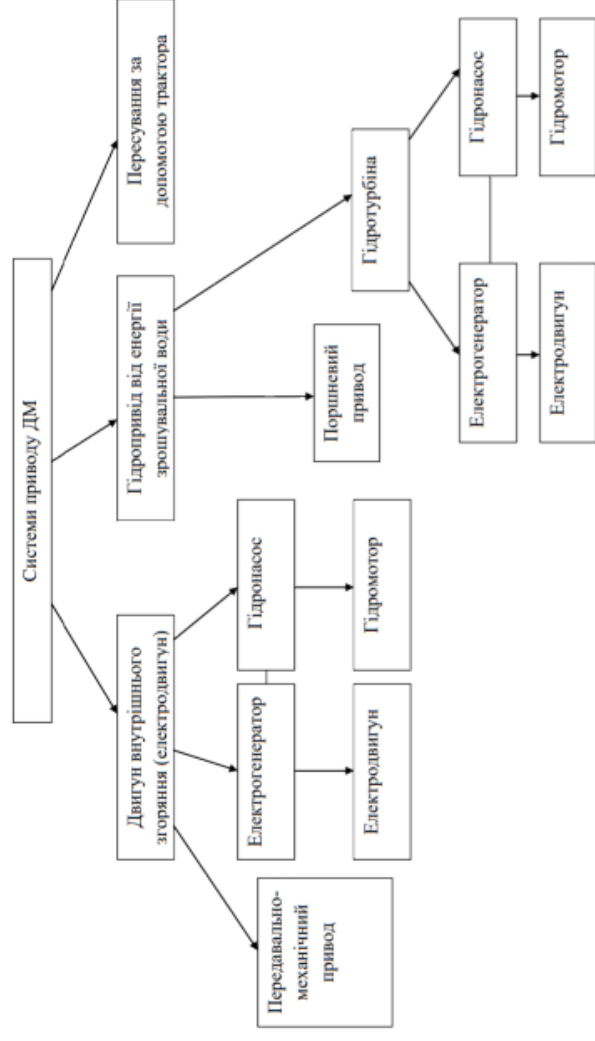 Системи приводу ДМ
Двигун внутрішнього
згоряння (електродвигун)
Гідропривід від енергії
зрошувальної води
Пересування за
допомогою трактора
Передавально-
механічний
привод
Електрогенератор
Гідронасос
Електродвигун
Гідромотор
Поршневий
привод
Гідротурбіна
Електрогенератор
Гідронасос
Електродвигун
Гідромотор